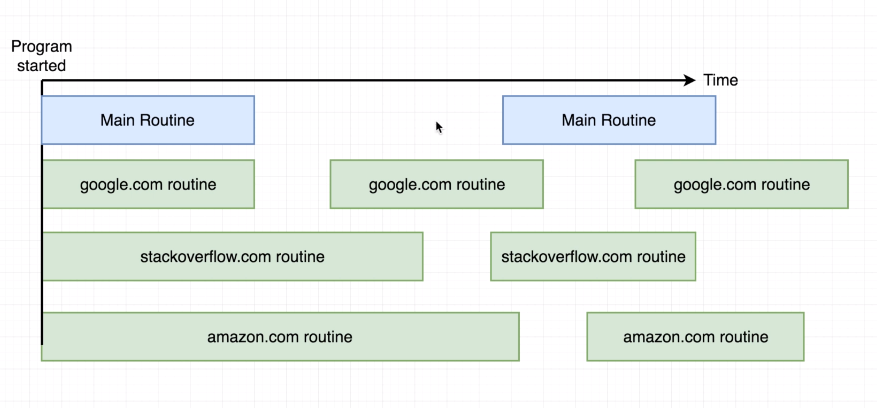 Program
started
Time
Main Routine
Main Routine
google.com routine
google.com routine
google.com routine
stackoverflow.com routine
stackoverflow.com routine
amazon.com routine
amazon.com routine